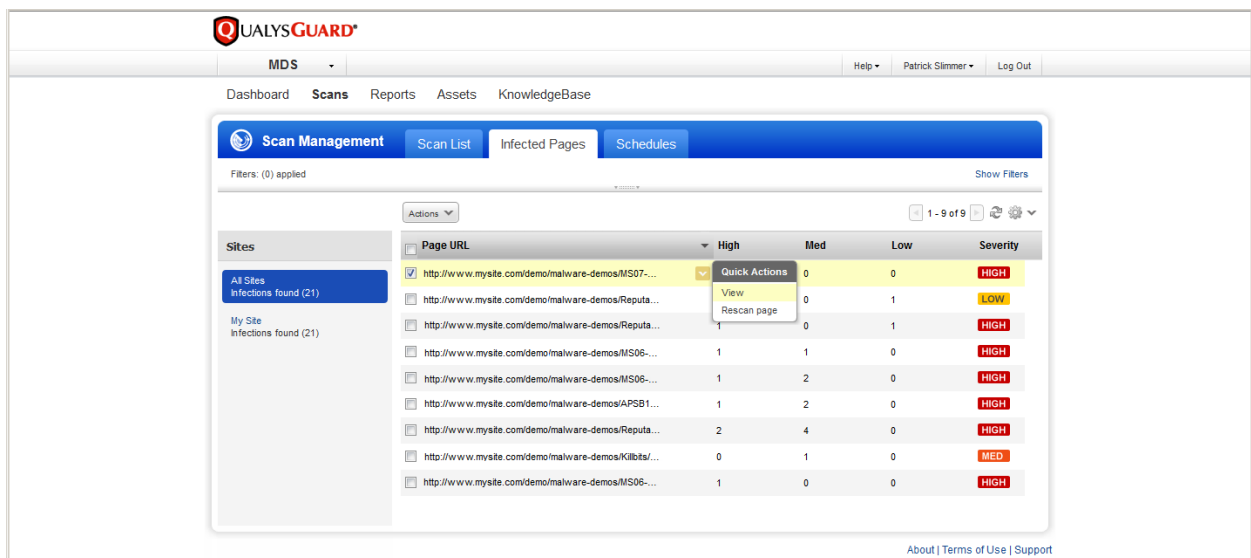 QUALYSGUARD®
MDS
Help Patrick Slimmer Log Out
Dashboard Scans Reports Assets KnowledgeBase
Scan Management Scan List Infected Pages Schedules
Filters: (0) applied Show Filters
Actions 1 - 9 of 9
Sites
All Sites
Infections found (21)
My Site
Infections found (21)
Page URL High Med Low Severity
http://www.mysite.com/demo/malware-demos/MS07-... 0 0 HIGH
http://www.mysite.com/demo/malware-demos/Reputa... 0 1 LOW
http://www.mysite.com/demo/malware-demos/Reputa... 1 0 1 HIGH
http://www.mysite.com/demo/malware-demos/MS06-... 1 1 0 HIGH
http://www.mysite.com/demo/malware-demos/MS06-... 1 2 0 HIGH
http://www.mysite.com/demo/malware-demos/APSB1... 1 2 0 HIGH
http://www.mysite.com/demo/malware-demos/Reputa... 2 4 0 HIGH
http://www.mysite.com/demo/malware-demos/Killbits/... 0 1 0 MED
http://www.mysite.com/demo/malware-demos/MS06-... 1 0 0 HIGH
Quick Actions
View
Rescan page
About | Terms of Use | Support